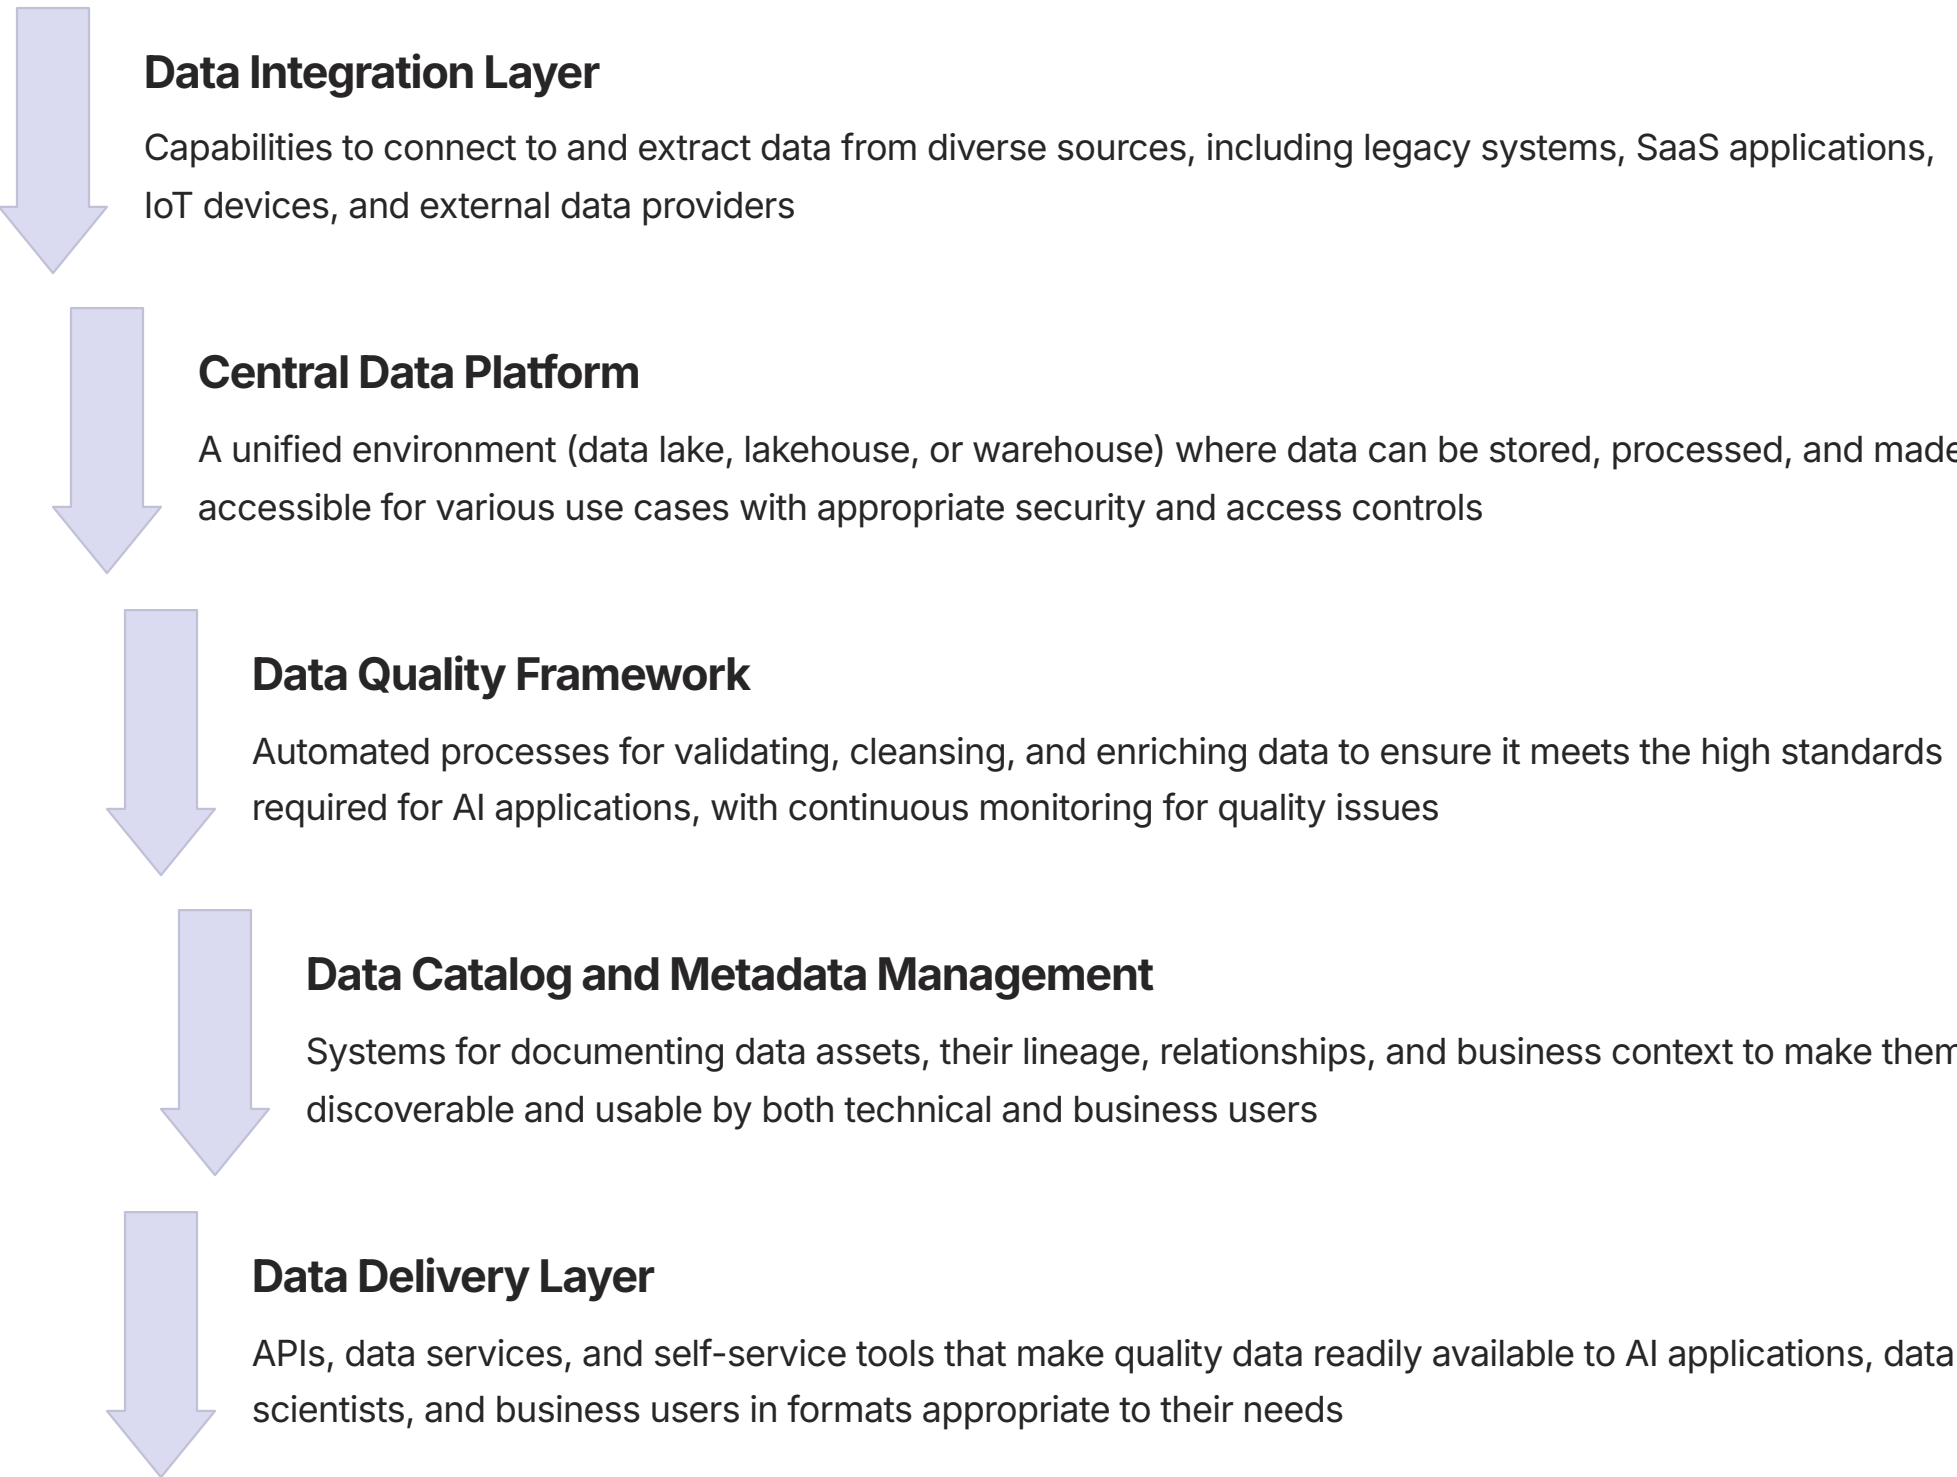 Data Integration Layer
Capabilities to connect to and extract data from diverse sources, including legacy systems, SaaS applications,
IoT devices, and external data providers
Central Data Platform
A unified environment (data lake, lakehouse, or warehouse) where data can be stored, processed, and made
accessible for various use cases with appropriate security and access controls
Data Quality Framework
Automated processes for validating, cleansing, and enriching data to ensure it meets the high standards
required for AI applications, with continuous monitoring for quality issues
Data Catalog and Metadata Management
Systems for documenting data assets, their lineage, relationships, and business context to make them
discoverable and usable by both technical and business users
Data Delivery Layer
APIs, data services, and self-service tools that make quality data readily available to AI applications, data
scientists, and business users in formats appropriate to their needs